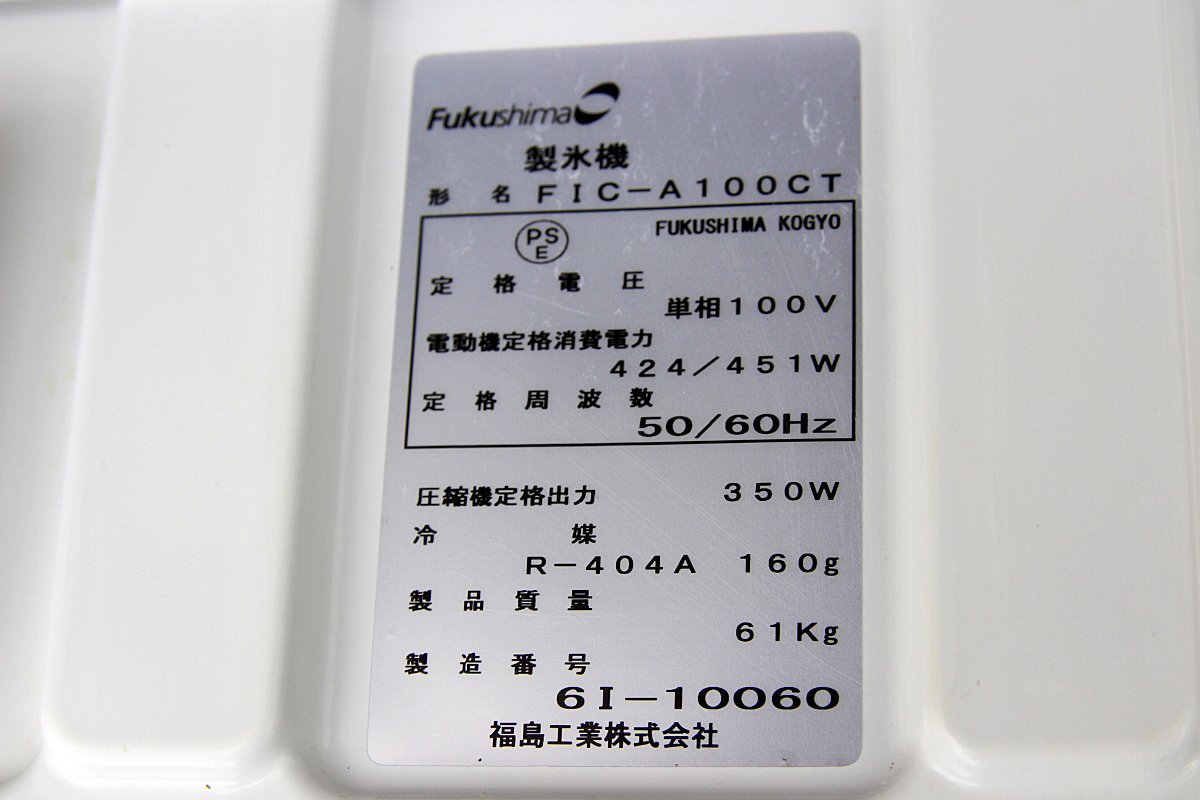 Fukushima
製氷機
形名 FIC-A100CT
PSE FUKUSHIMA KOGYO
定格電圧
単相100V
電動機定格消費電力
424/451W
定格周波数
50/60Hz
圧縮機定格出力 350W
冷媒
R-404A 160g
製品質量
61Kg
製造番号
6I-10060
福島工業株式会社